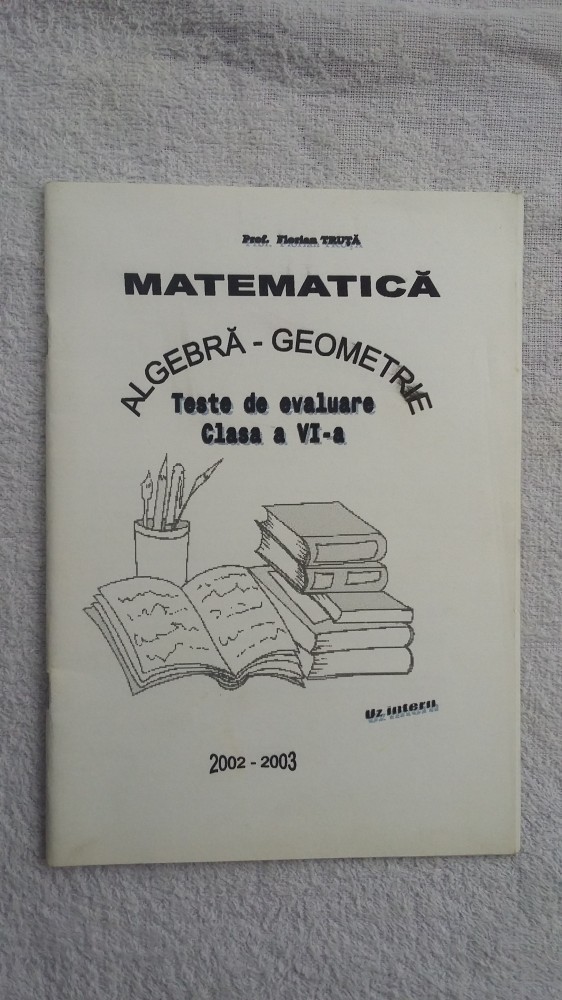 Prof. Florian TRUȚĂ
MATEMATICĂ
ALGEBRĂ - GEOMETRIE
Teste de evaluare
Clasa a VI-a
Uz intern
2002 - 2003